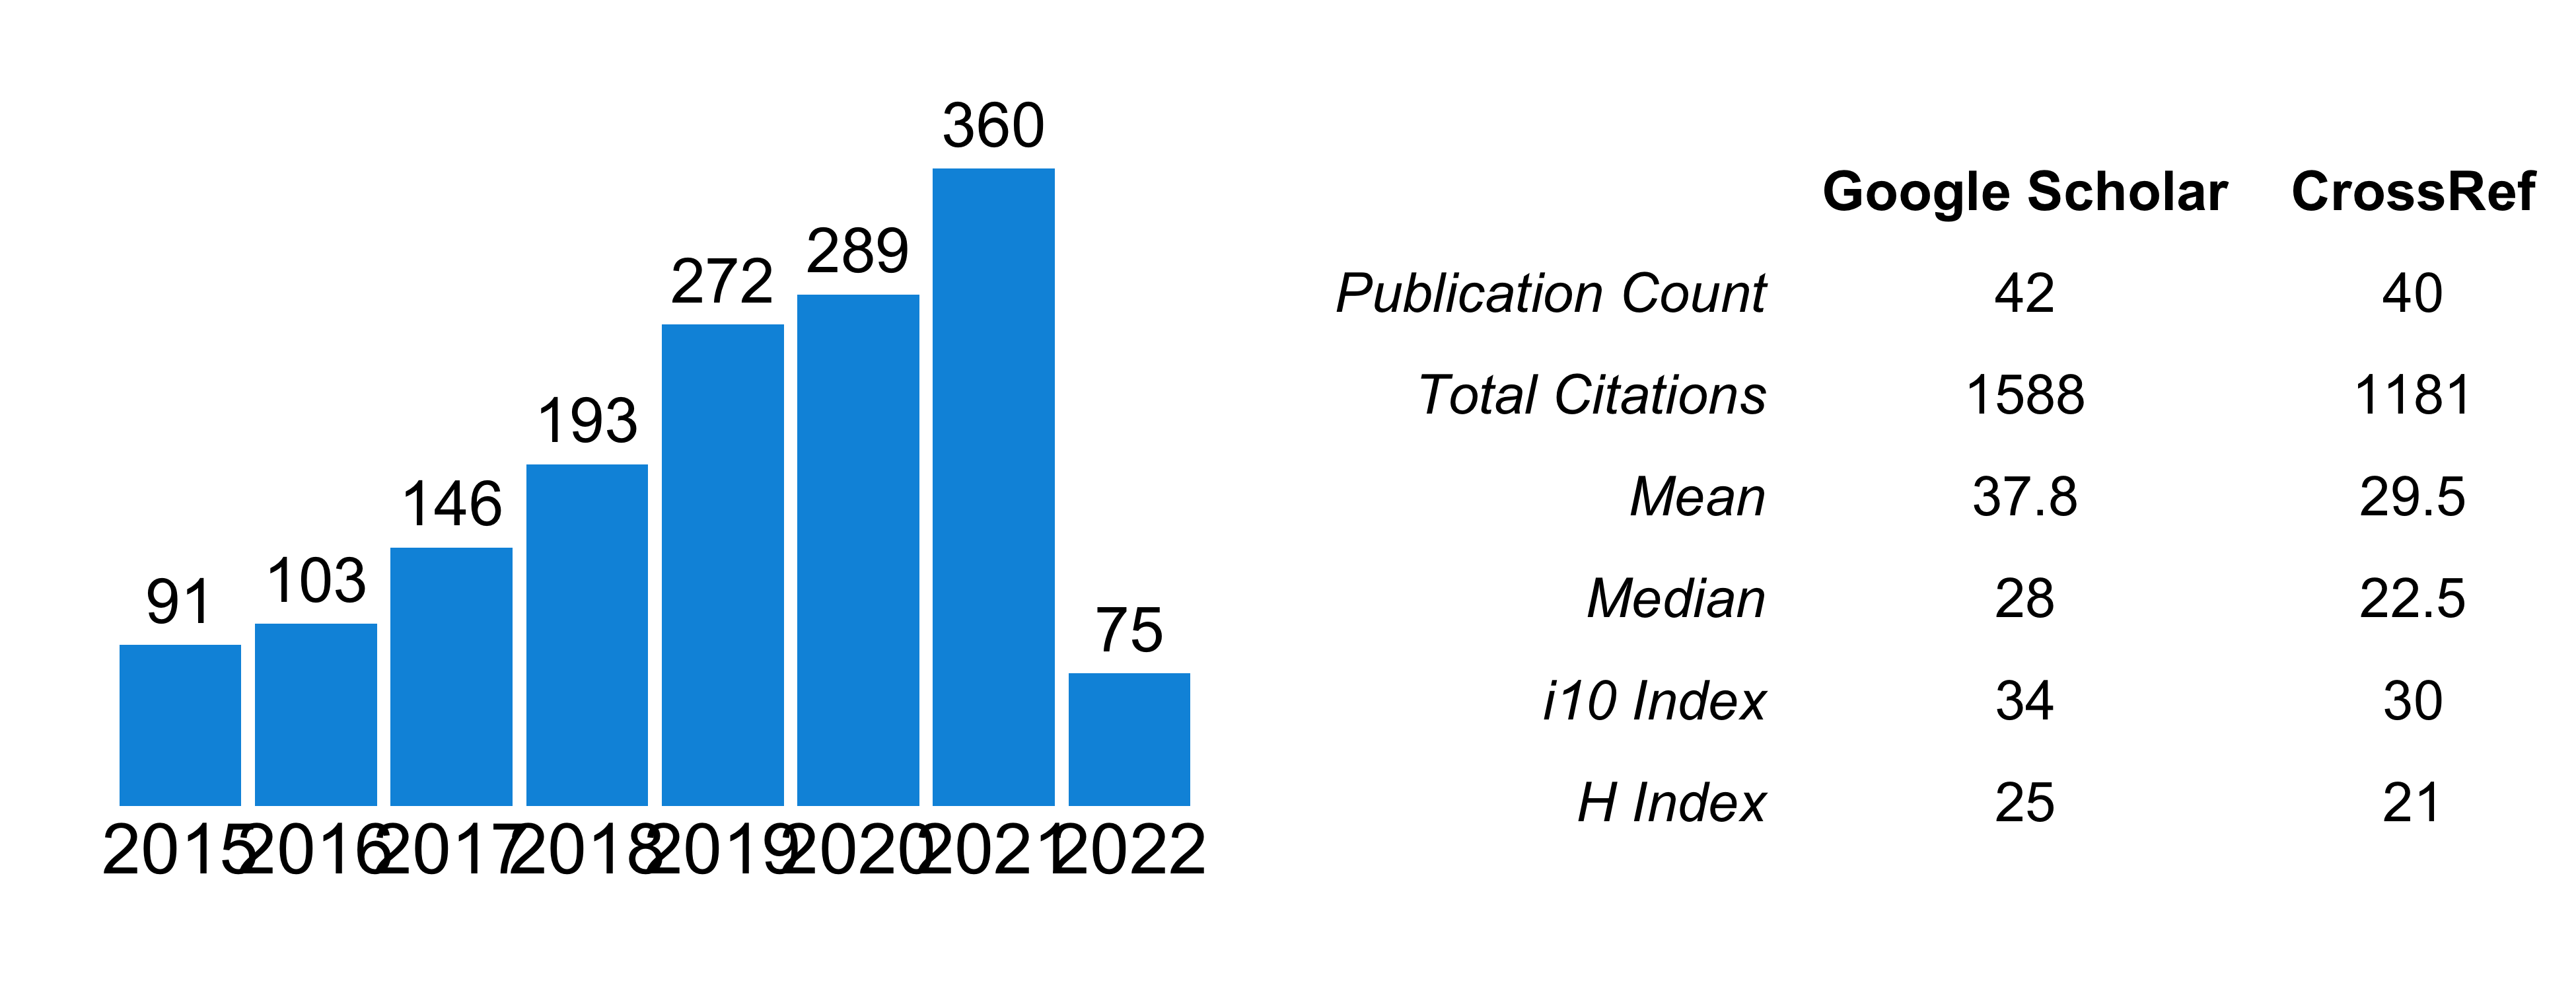 360
289
272
193
146
103
91
75
2015 2016 2017 2018 2019 2020 2021 2022
Google Scholar CrossRef
Publication Count 42 40
Total Citations 1588 1181
Mean 37.8 29.5
Median 28 22.5
i10 Index 34 30
H Index 25 21